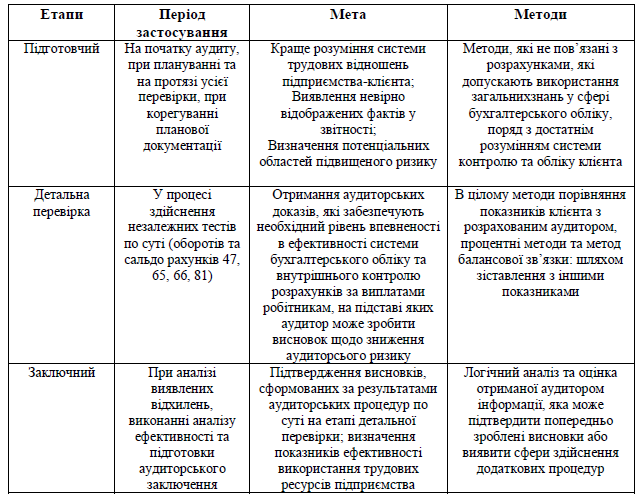 Етапи
Період
застосування
Мета
Методи
Підготовчий
На початку аудиту,
при плануванні та
на протязі усієї
перевірки, при
корегуванні
планової
документації
Краще розуміння системи
трудових відношень
підприємства-клієнта;
Виявлення невірно
відображених фактів у
звітності;
Визначення потенціальних
областей підвищеного ризику
Методи, які не пов’язані з
розрахунками, які
допускають використання
загальнихзнань у сфері
бухгалтерського обліку,
поряд з достатнім
розумінням системи
контролю та обліку клієнта
Детальна
перевірка
У процесі
здійснення
незалежних тестів
по суті (оборотів та
сальдо рахунків 47,
65, 66, 81)
Отримання аудиторських
доказів, які забезпечують
необхідний рівень впевненості
в ефективності системи
бухгалтерського обліку та
внутрішнього контролю
розрахунків за виплатами
робітникам, на підставі яких
аудитор може зробити
висновок щодо зниження
аудиторсього ризику
В цілому методи порівняння
показників клієнта з
розрахованим аудитором,
процентні методи та метод
балансової зв’язки: шляхом
зіставлення з іншими
показниками
Заключний
При аналізі
виявлених
відхилень,
виконанні аналізу
ефективності та
підготовки
аудиторського
заключення
Підтвердження висновків,
сформованих за результатами
аудиторських процедур по
суті на етапі детальної
перевірки; визначення
показників ефективності
використання трудових
ресурсів підприємства
Логічний аналіз та оцінка
отриманої аудитором
інформації, яка може
підтвердити попередньо
зроблені висновки або
виявити сфери здійснення
додаткових процедур